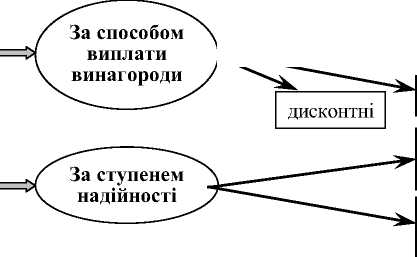 За способом
виплати
винагороди
дисконтні
За ступенем
надійності